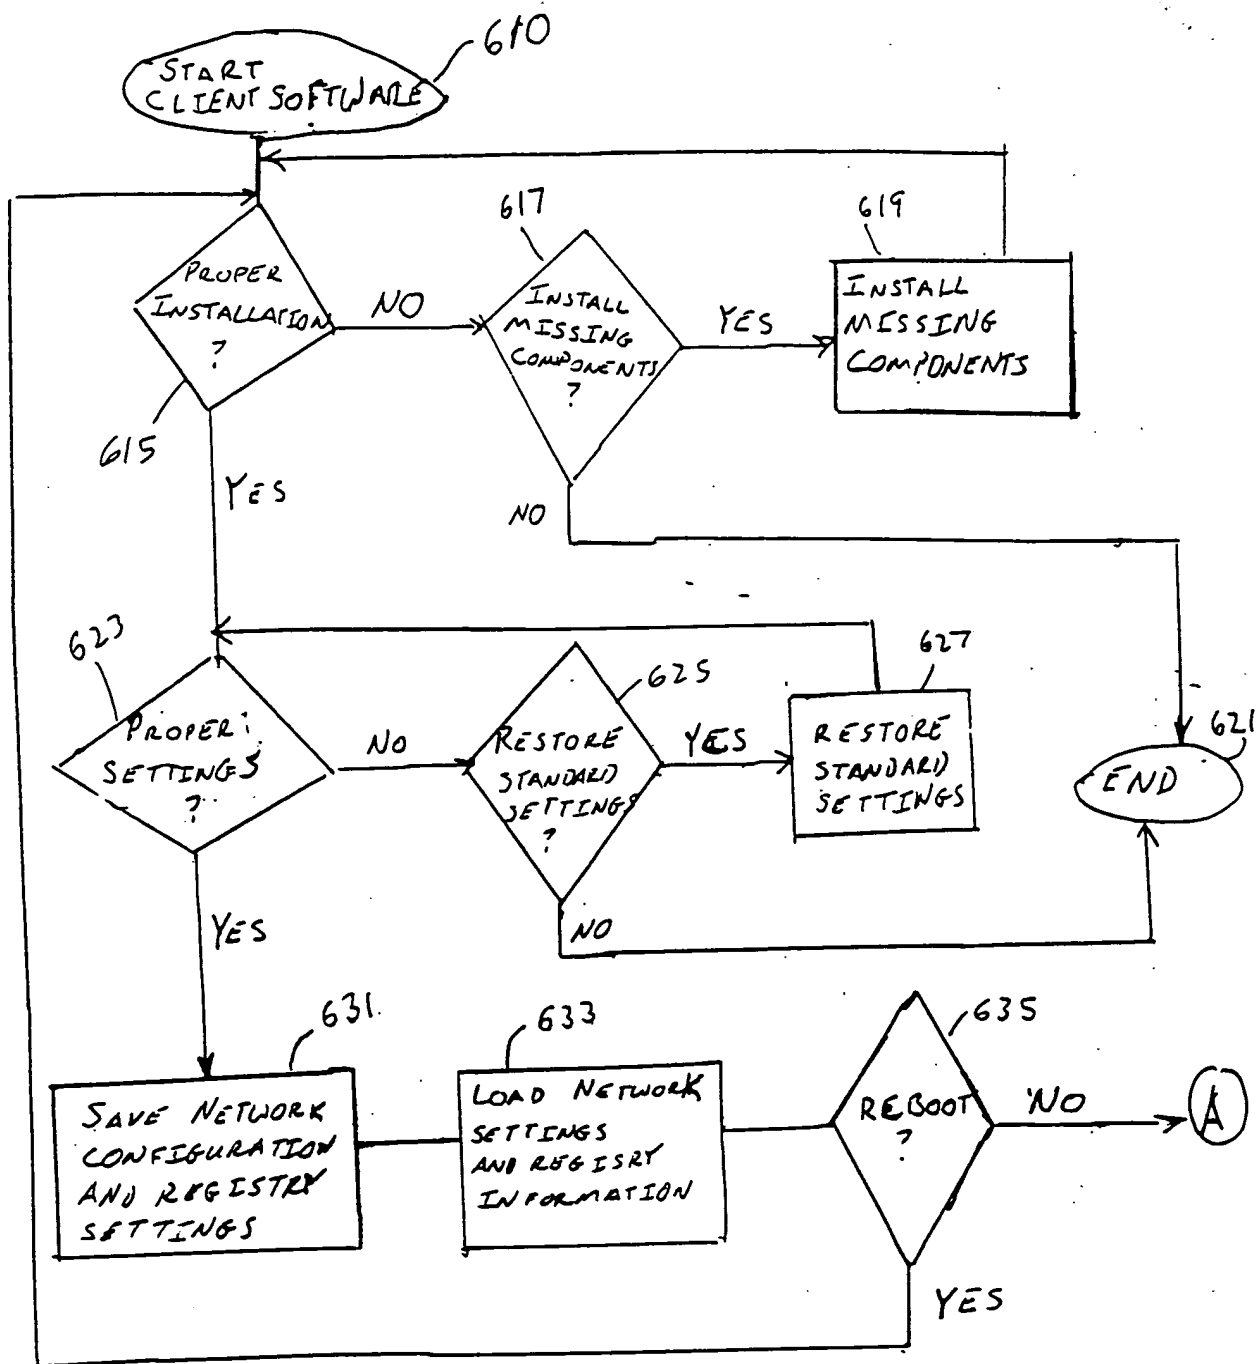 610
START
CLIENT SOFTWARE
617
619
PROPER
INSTALLATION
?
NO
INSTALL
MISSING
COMPONENTS
?
YES
INSTALL
MISSING
COMPONENTS
615
YES
NO
623
625
627
621
PROPER
SETTINGS
?
NO
RESTORE
STANDARD
SETTINGS
?
YES
RESTORE
STANDARD
SETTINGS
END
YES
NO
631
633
635
SAVE NETWORK
CONFIGURATION
AND REGISTRY
SETTINGS
LOAD NETWORK
SETTINGS
AND REGISRY
INFORMATION
REBOOT
?
NO
A
YES